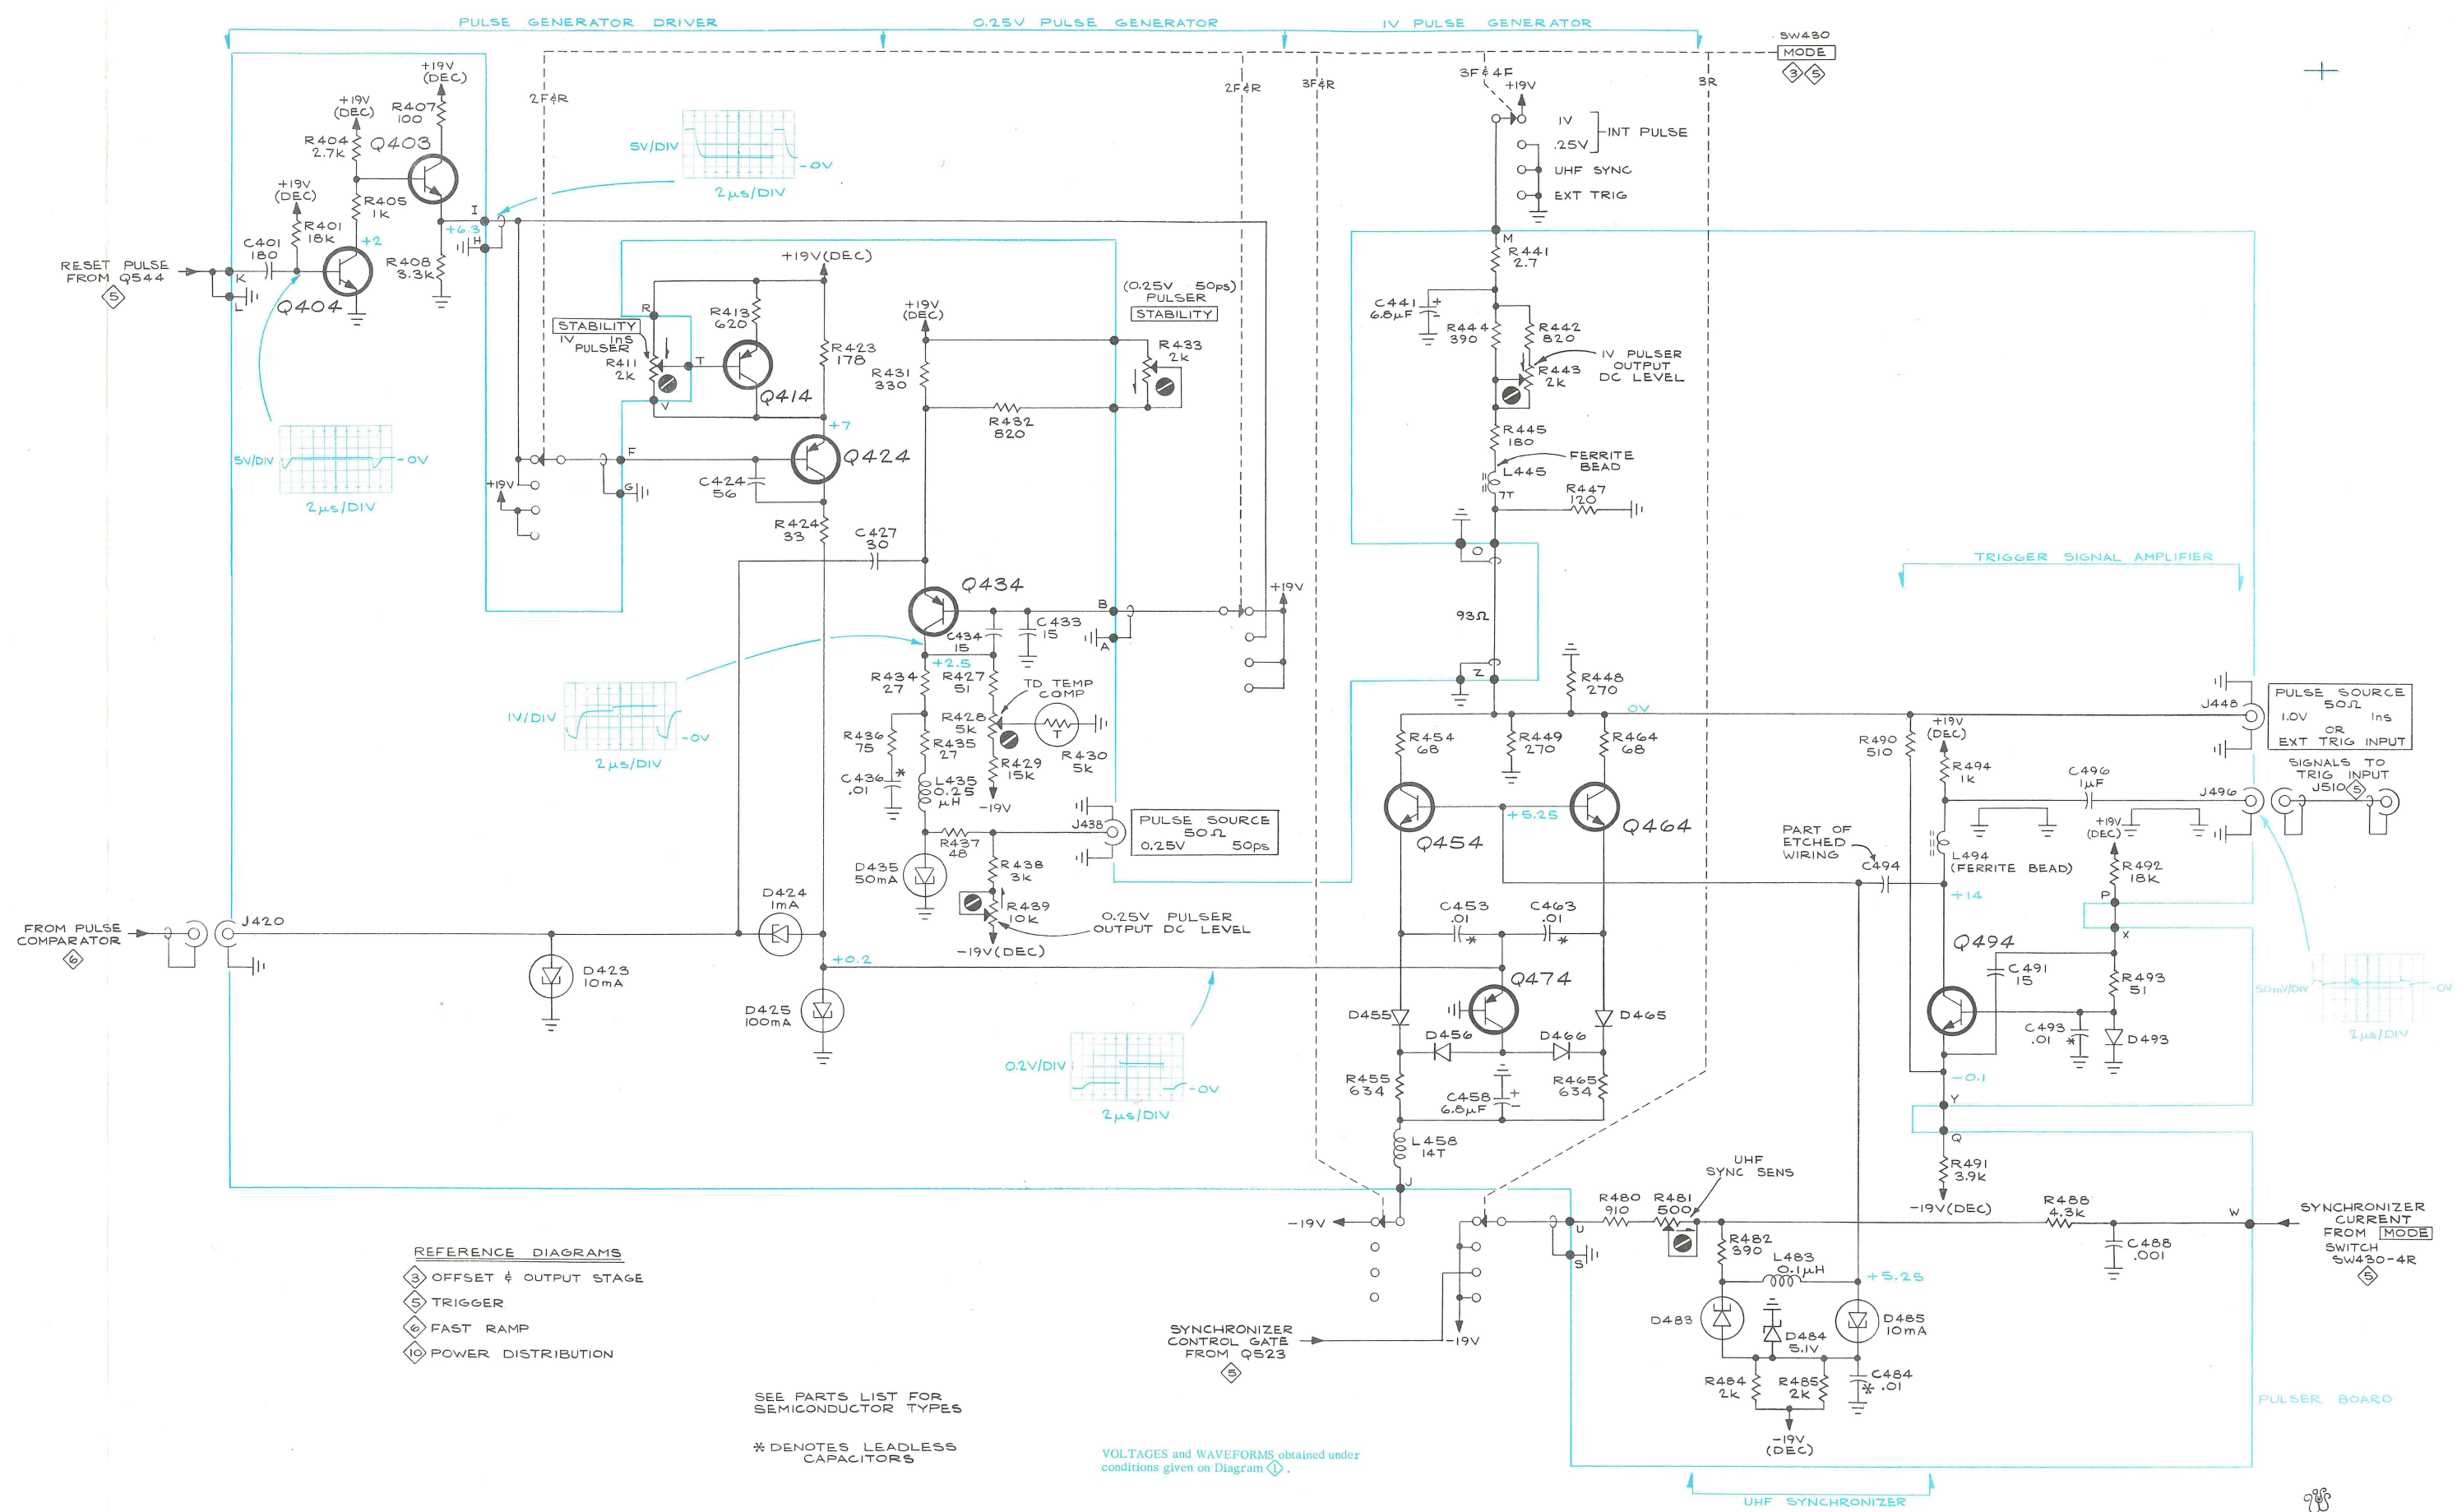 PULSE GENERATOR DRIVER
0.25V PULSE GENERATOR
1V PULSE GENERATOR
SW430
MODE
3 5
2F&R
2F&R
3F&R
3F&4F
3R
+19V
(DEC)
R407
100
+19V
(DEC)
R404
2.7K
Q403
+19V
(DEC)
R401
18K
R405
1K
C401
180
+2
+6.3
I
H
R408
3.3K
Q404
RESET PULSE
FROM Q544
5
K
L
5V/DIV
-0V
2μs/DIV
5V/DIV
-0V
2μs/DIV
+19V
1V
.25V
INT PULSE
UHF SYNC
EXT TRIG
M
R441
2.7
C441
6.8μF
+
-
R444
390
R442
820
1V PULSER
OUTPUT
DC LEVEL
R443
2K
R445
180
FERRITE
BEAD
L445
7T
R447
120
O
93Ω
Z
R448
270
0V
+19V(DEC)
R
STABILITY
1V 1ns
PULSER
R411
2K
T
V
R413
620
Q414
R423
178
+7
Q424
F
G
C424
56
R424
33
+19V
+19V
(DEC)
R431
330
R432
820
(0.25V 50ps)
PULSER
STABILITY
R433
2K
C427
30
Q434
B
A
C433
15
C434
15
+2.5
+19V
R434
27
R427
51
TD TEMP
COMP
R428
5K
T
R430
5K
R429
15K
-19V
R436
75
R435
27
C436
.01
*
L435
0.25
μH
1V/DIV
-0V
2μs/DIV
R437
48
J438
PULSE SOURCE
50Ω
0.25V 50ps
D435
50mA
R438
3K
R439
10K
0.25V PULSER
OUTPUT DC LEVEL
-19V(DEC)
FROM PULSE
COMPARATOR
6
J420
D423
10mA
D424
1mA
+0.2
D425
100mA
0.2V/DIV
-0V
2μs/DIV
R454
68
R449
270
R464
68
Q454
+5.25
Q464
C453
.01
*
C463
.01
*
Q474
D455
D456
D466
D465
R455
634
R465
634
C458
6.8μF
+
-
L458
14T
J
-19V
TRIGGER SIGNAL AMPLIFIER
R490
510
+19V
(DEC)
R494
1K
C496
1μF
J448
PULSE SOURCE
50Ω
1.0V 1ns
OR
EXT TRIG INPUT
SIGNALS TO
TRIG INPUT
J510 5
J496
PART OF
ETCHED
WIRING
C494
L494
(FERRITE BEAD)
+19V
(DEC)
R492
18K
P
X
+14
Q494
C491
15
R493
51
C493
.01
*
D493
-0.1
Y
Q
R491
3.9K
-19V(DEC)
50mV/DIV
-0V
2μs/DIV
UHF
SYNC SENS
R480
910
R481
500
U
S
R482
390
L483
0.1μH
+5.25
R488
4.3K
W
C488
.001
SYNCHRONIZER
CURRENT
FROM MODE
SWITCH
SW430-4R
5
D483
D484
5.1V
D485
10mA
R484
2K
R485
2K
C484
.01
*
-19V
(DEC)
-19V
SYNCHRONIZER
CONTROL GATE
FROM Q523
5
PULSER BOARD
UHF SYNCHRONIZER
REFERENCE DIAGRAMS
3 OFFSET & OUTPUT STAGE
5 TRIGGER
6 FAST RAMP
10 POWER DISTRIBUTION
SEE PARTS LIST FOR
SEMICONDUCTOR TYPES
* DENOTES LEADLESS
CAPACITORS
VOLTAGES and WAVEFORMS obtained under
conditions given on Diagram 1.